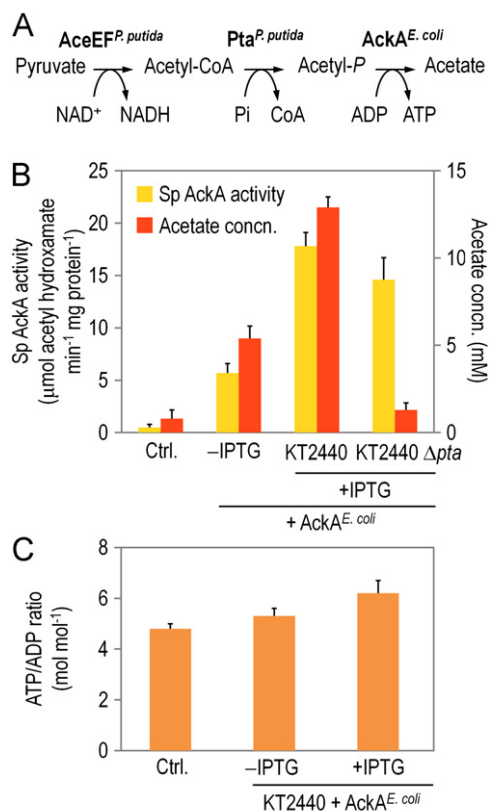 A
AceEF^P. putida Pta^P. putida AckA^E. coli
Pyruvate Acetyl-CoA Acetyl-P Acetate
NAD⁺ NADH Pi CoA ADP ATP
B
Sp AckA activity
(μmol acetyl hydroxamate
min⁻¹ mg protein⁻¹)
25
20
15
10
5
0
Sp AckA activity
Acetate concn.
15
10
5
0
Acetate concn. (mM)
Ctrl.
–IPTG
KT2440
KT2440 Δpta
+IPTG
+ AckA^E. coli
C
ATP/ADP ratio
(mol mol⁻¹)
8
6
4
2
0
Ctrl.
–IPTG
+IPTG
KT2440 + AckA^E. coli